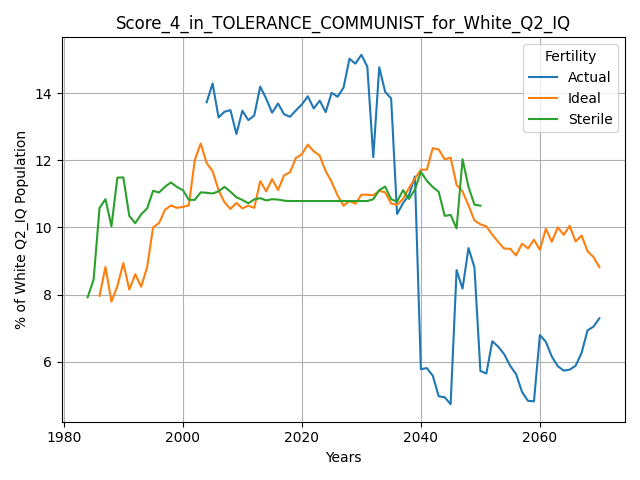 Score_4_in_TOLERANCE_COMMUNIST_for_White_Q2_IQ
% of White Q2_IQ Population
14
12
10
8
6
1980
2000
2020
2040
2060
Years
Fertility
Actual
Ideal
Sterile